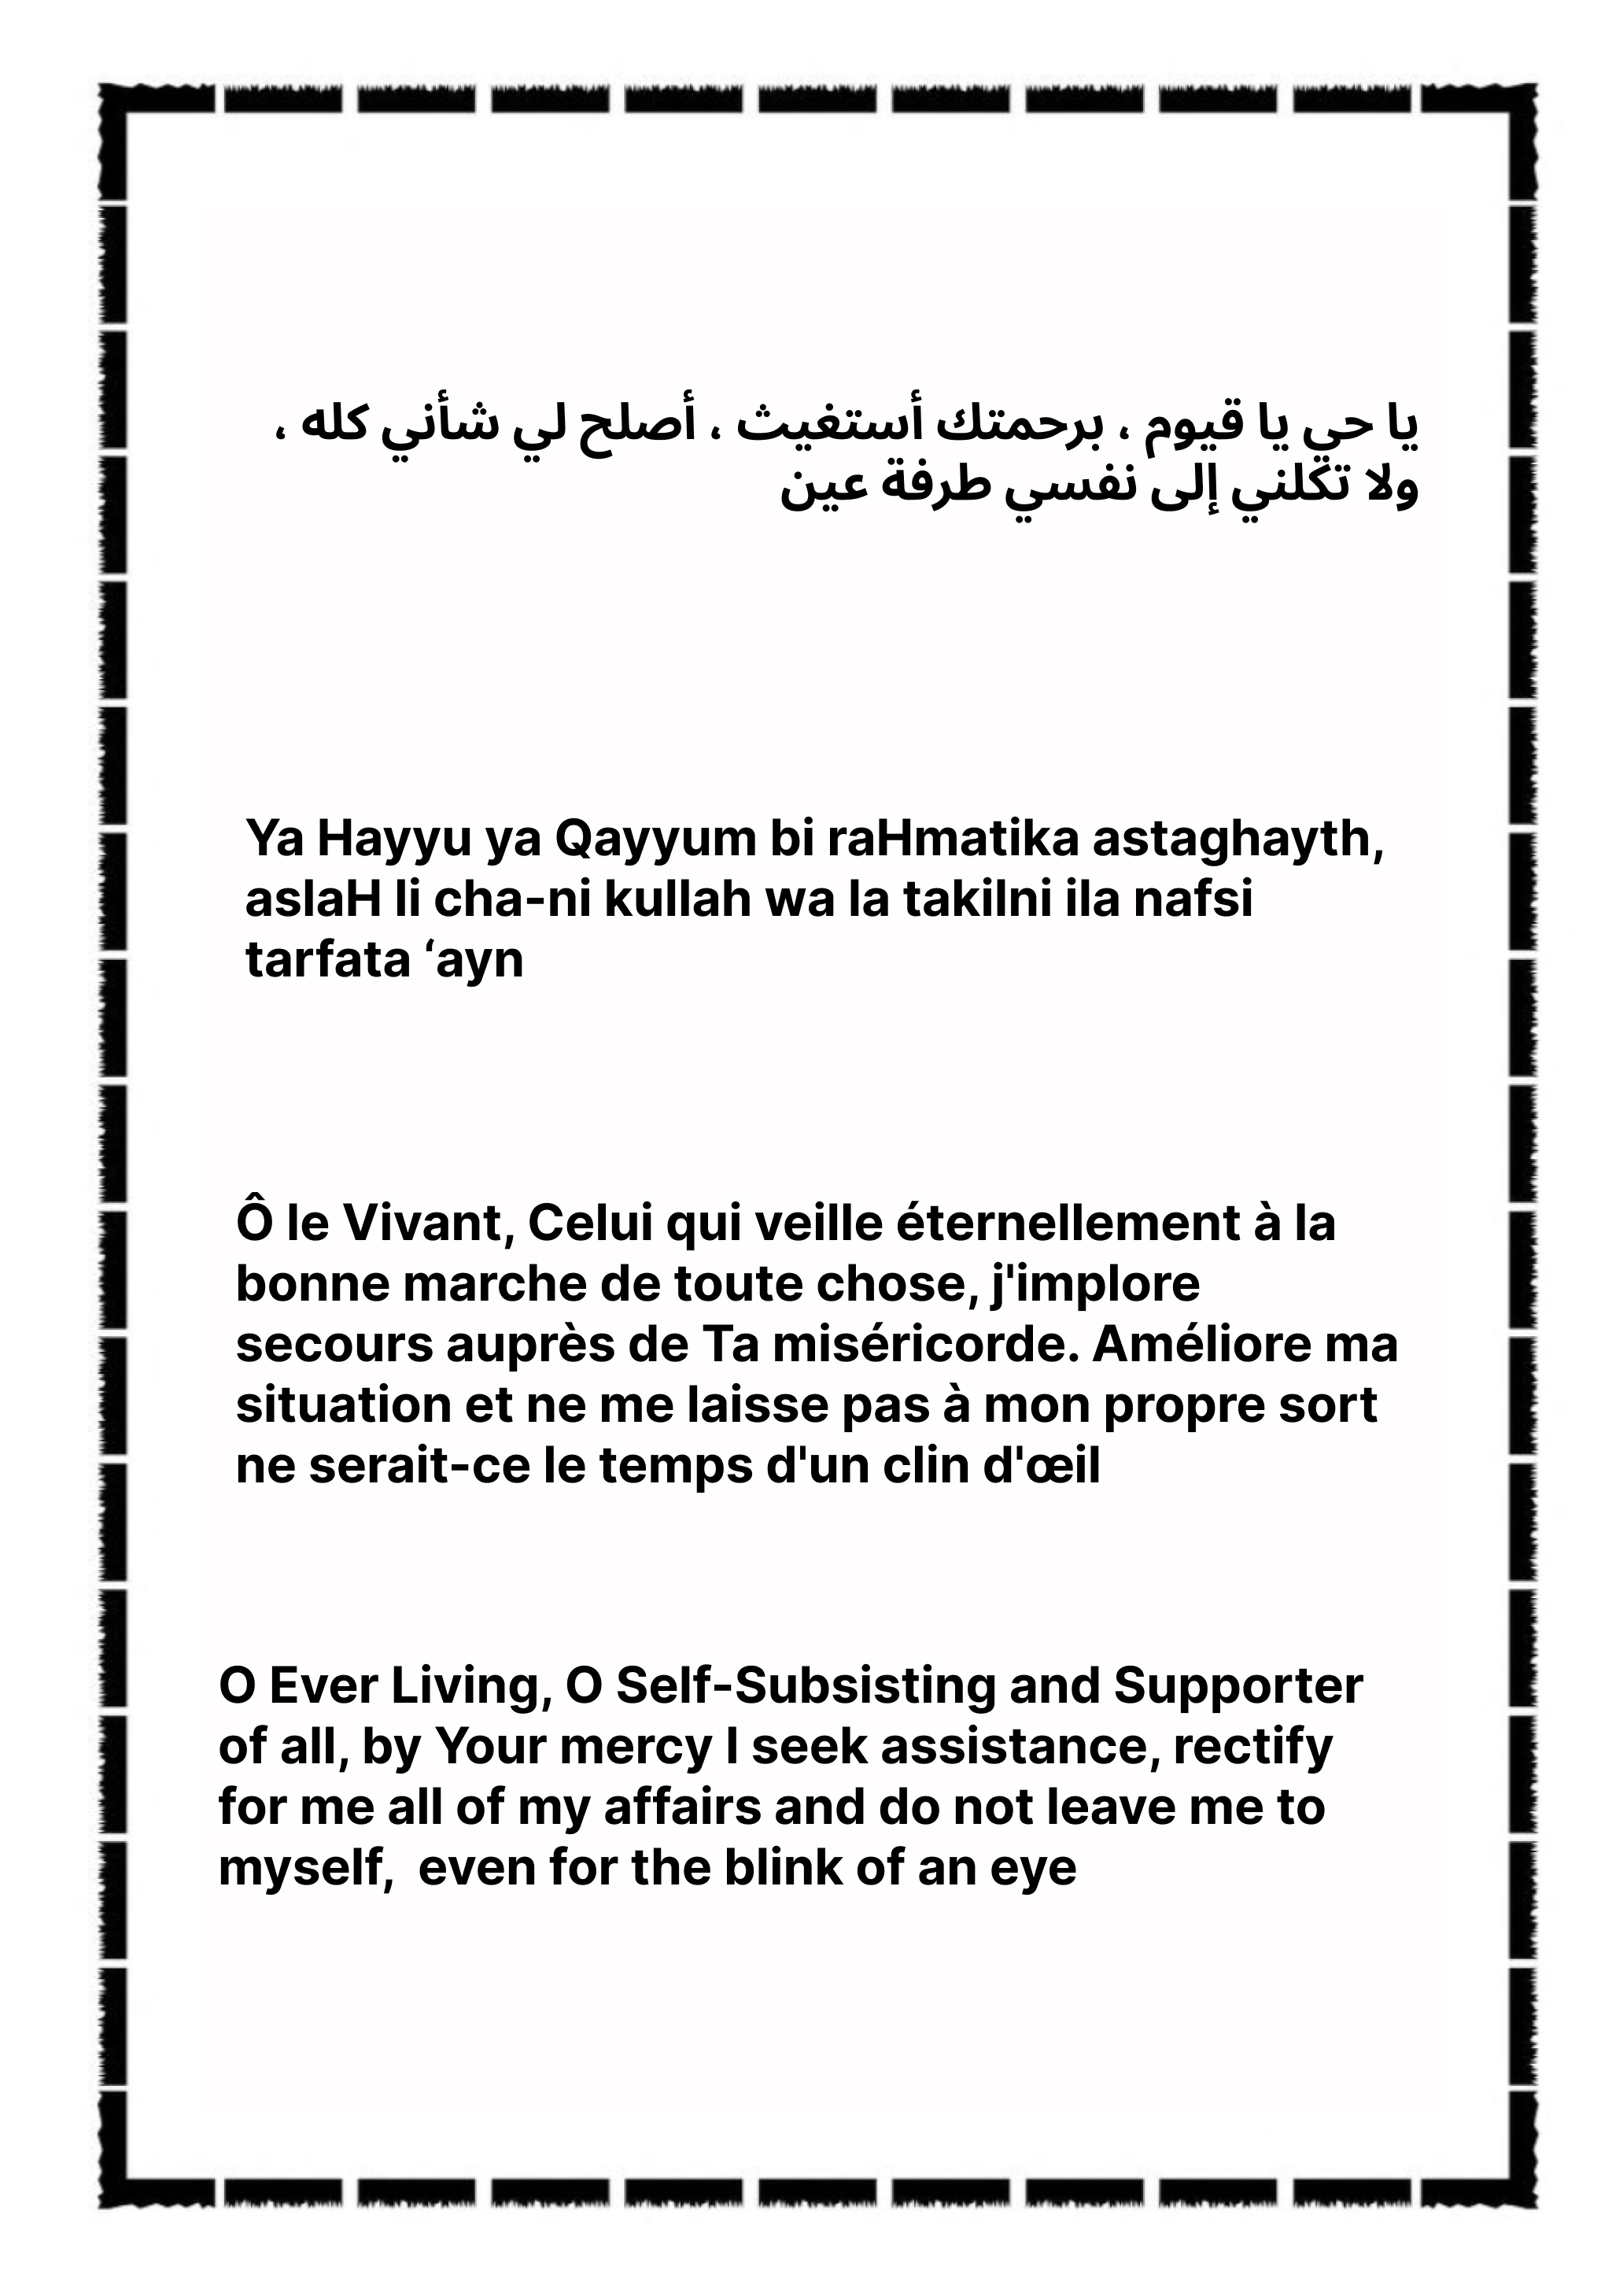 يا حي يا قيوم ، برحمتك أستغيث ، أصلح لي شأني كله ،
ولا تكلني إلى نفسي طرفة عين
Ya Hayyu ya Qayyum bi raHmatika astaghayth,
aslaH li cha-ni kullah wa la takilni ila nafsi
tarfata ‘ayn
Ô le Vivant, Celui qui veille éternellement à la
bonne marche de toute chose, j'implore
secours auprès de Ta miséricorde. Améliore ma
situation et ne me laisse pas à mon propre sort
ne serait-ce le temps d'un clin d'œil
O Ever Living, O Self-Subsisting and Supporter
of all, by Your mercy I seek assistance, rectify
for me all of my affairs and do not leave me to
myself,  even for the blink of an eye